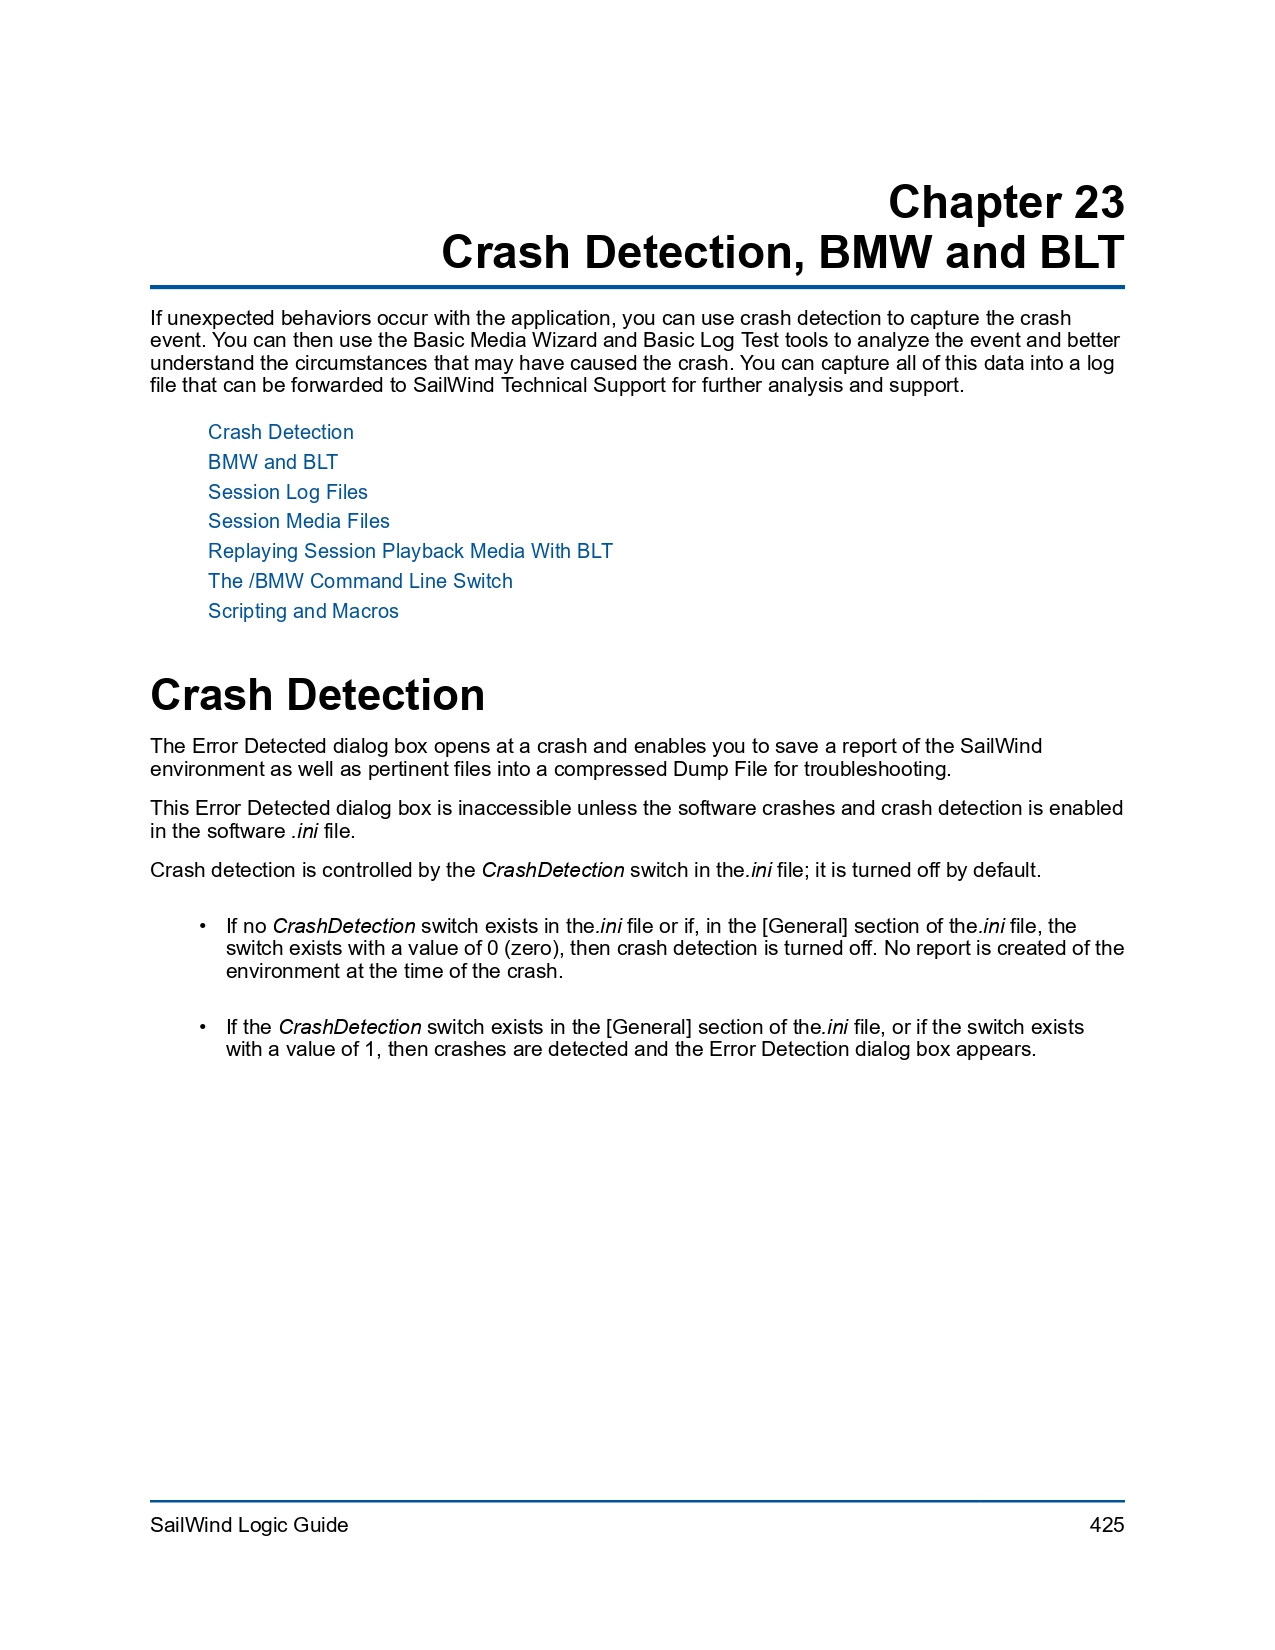 Chapter 23
Crash Detection, BMW and BLT
If unexpected behaviors occur with the application, you can use crash detection to capture the crash
event. You can then use the Basic Media Wizard and Basic Log Test tools to analyze the event and better
understand the circumstances that may have caused the crash. You can capture all of this data into a log
file that can be forwarded to SailWind Technical Support for further analysis and support.
Crash Detection
BMW and BLT
Session Log Files
Session Media Files
Replaying Session Playback Media With BLT
The /BMW Command Line Switch
Scripting and Macros
Crash Detection
The Error Detected dialog box opens at a crash and enables you to save a report of the SailWind
environment as well as pertinent files into a compressed Dump File for troubleshooting.
This Error Detected dialog box is inaccessible unless the software crashes and crash detection is enabled
in the software .ini file.
Crash detection is controlled by the CrashDetection switch in the.ini file; it is turned off by default.
• If no CrashDetection switch exists in the.ini file or if, in the [General] section of the.ini file, the
switch exists with a value of 0 (zero), then crash detection is turned off. No report is created of the
environment at the time of the crash.
• If the CrashDetection switch exists in the [General] section of the.ini file, or if the switch exists
with a value of 1, then crashes are detected and the Error Detection dialog box appears.
SailWind Logic Guide 425